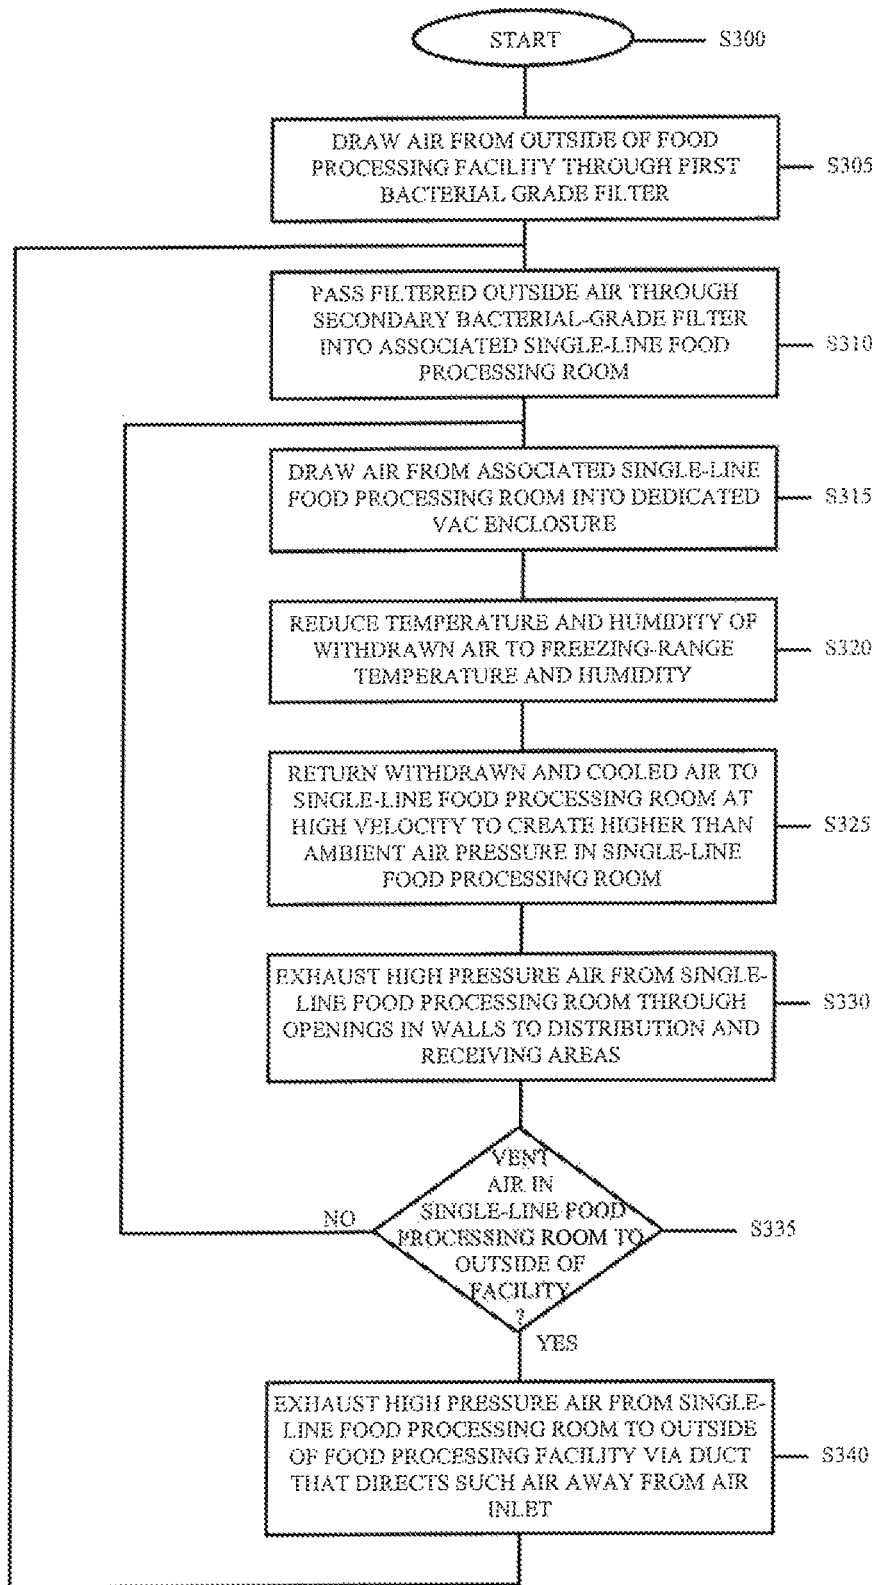 START
S300
DRAW AIR FROM OUTSIDE OF FOOD
PROCESSING FACILITY THROUGH FIRST
BACTERIAL GRADE FILTER
S305
PASS FILTERED OUTSIDE AIR THROUGH
SECONDARY BACTERIAL-GRADE FILTER
INTO ASSOCIATED SINGLE-LINE FOOD
PROCESSING ROOM
S310
DRAW AIR FROM ASSOCIATED SINGLE-LINE
FOOD PROCESSING ROOM INTO DEDICATED
VAC ENCLOSURE
S315
REDUCE TEMPERATURE AND HUMIDITY OF
WITHDRAWN AIR TO FREEZING-RANGE
TEMPERATURE AND HUMIDITY
S320
RETURN WITHDRAWN AND COOLED AIR TO
SINGLE-LINE FOOD PROCESSING ROOM AT
HIGH VELOCITY TO CREATE HIGHER THAN
AMBIENT AIR PRESSURE IN SINGLE-LINE
FOOD PROCESSING ROOM
S325
EXHAUST HIGH PRESSURE AIR FROM SINGLE-
LINE FOOD PROCESSING ROOM THROUGH
OPENINGS IN WALLS TO DISTRIBUTION AND
RECEIVING AREAS
S330
VENT
AIR IN
SINGLE-LINE FOOD
PROCESSING ROOM TO
OUTSIDE OF
FACILITY
?
S335
NO
YES
EXHAUST HIGH PRESSURE AIR FROM SINGLE-
LINE FOOD PROCESSING ROOM TO OUTSIDE
OF FOOD PROCESSING FACILITY VIA DUCT
THAT DIRECTS SUCH AIR AWAY FROM AIR
INLET
S340